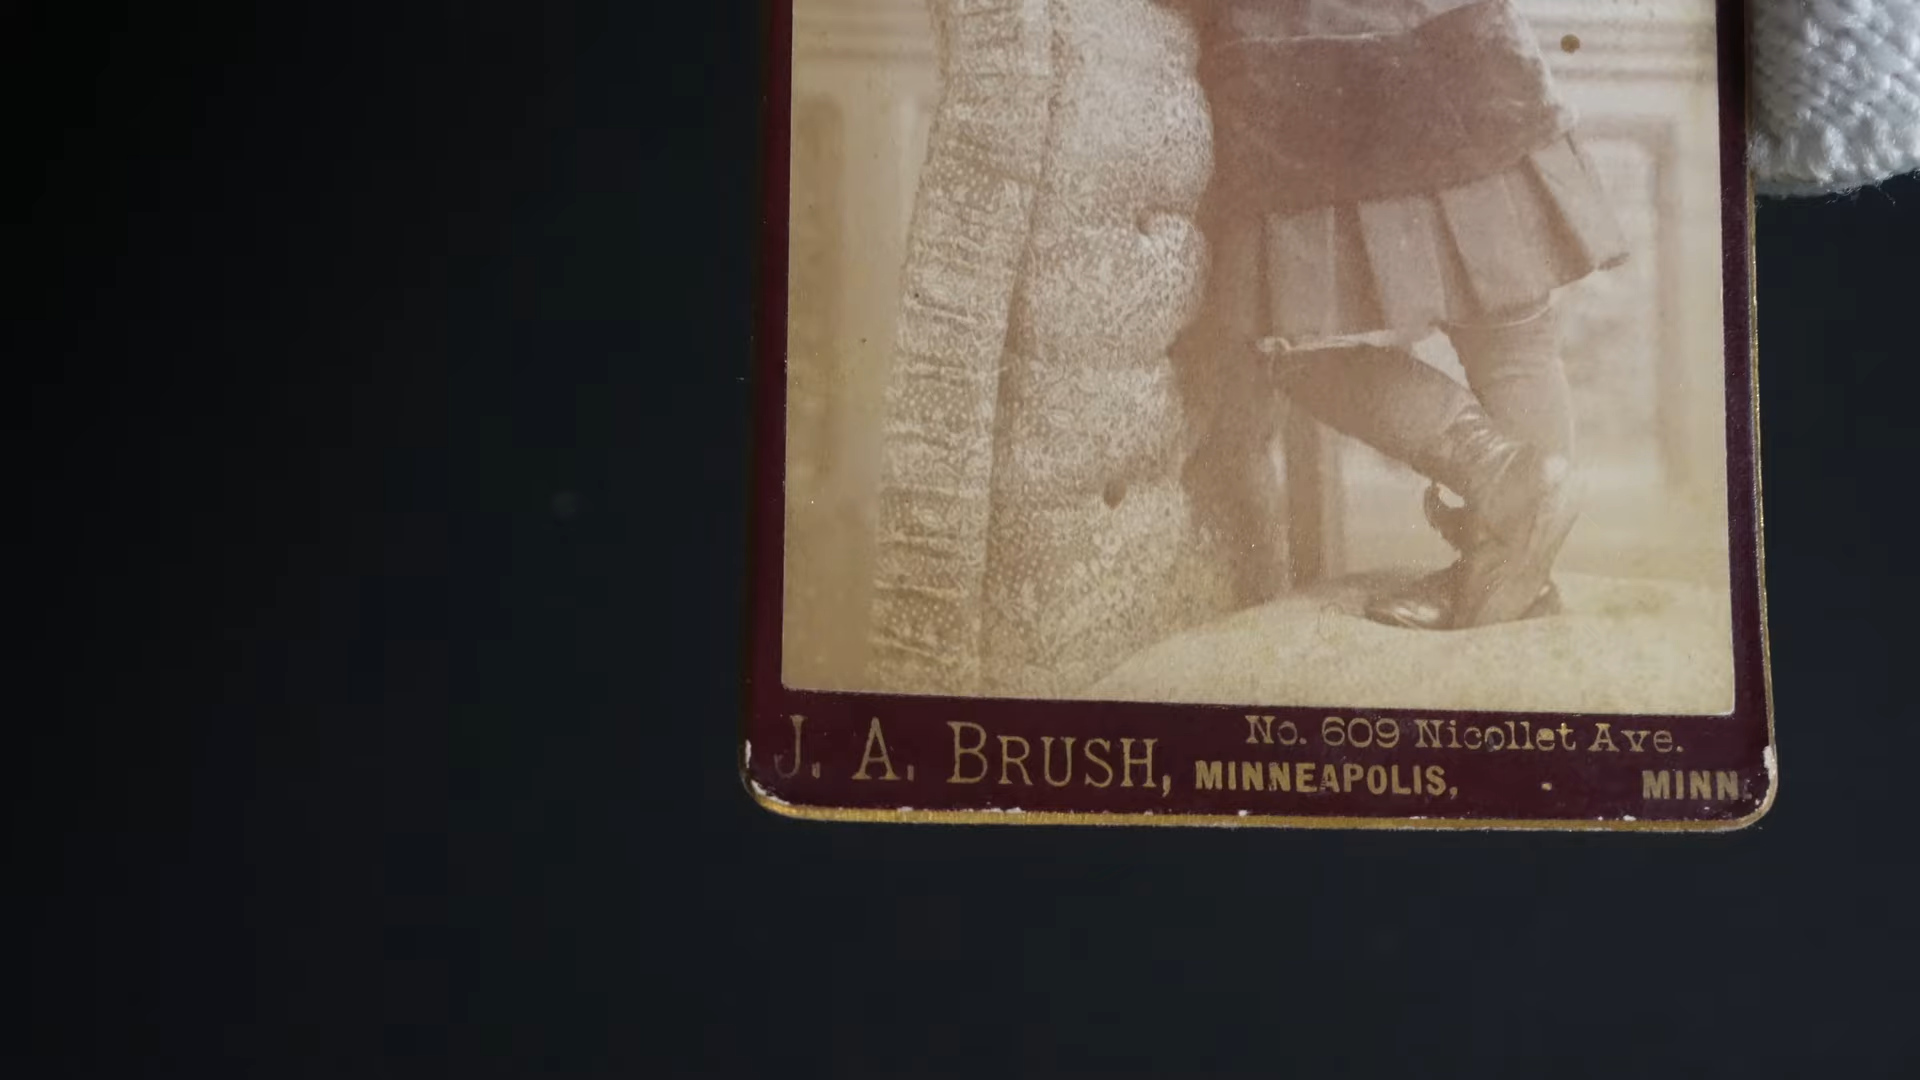 J. A. BRUSH,
No. 609 Nicollet Ave.
MINNEAPOLIS, - MINN.